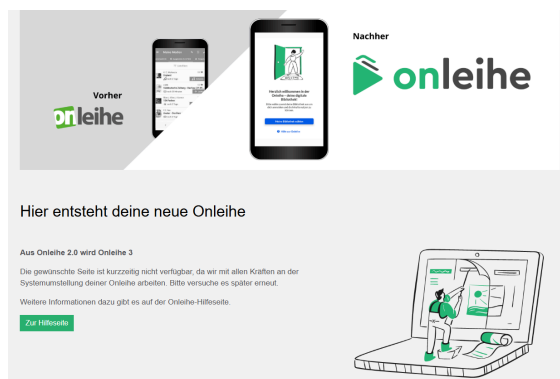 Vorher
onleihe
Nachher
onleihe
Herzlich willkommen in der
Onleihe – deine digitale
Bibliothek!
Hier entsteht deine neue Onleihe
Aus Onleihe 2.0 wird Onleihe 3
Die gewünschte Seite ist kurzzeitig nicht verfügbar, da wir mit allen Kräften an der
Systemumstellung deiner Onleihe arbeiten. Bitte versuche es später erneut.
Weitere Informationen dazu gibt es auf der Onleihe-Hilfeseite.
Zur Hilfeseite